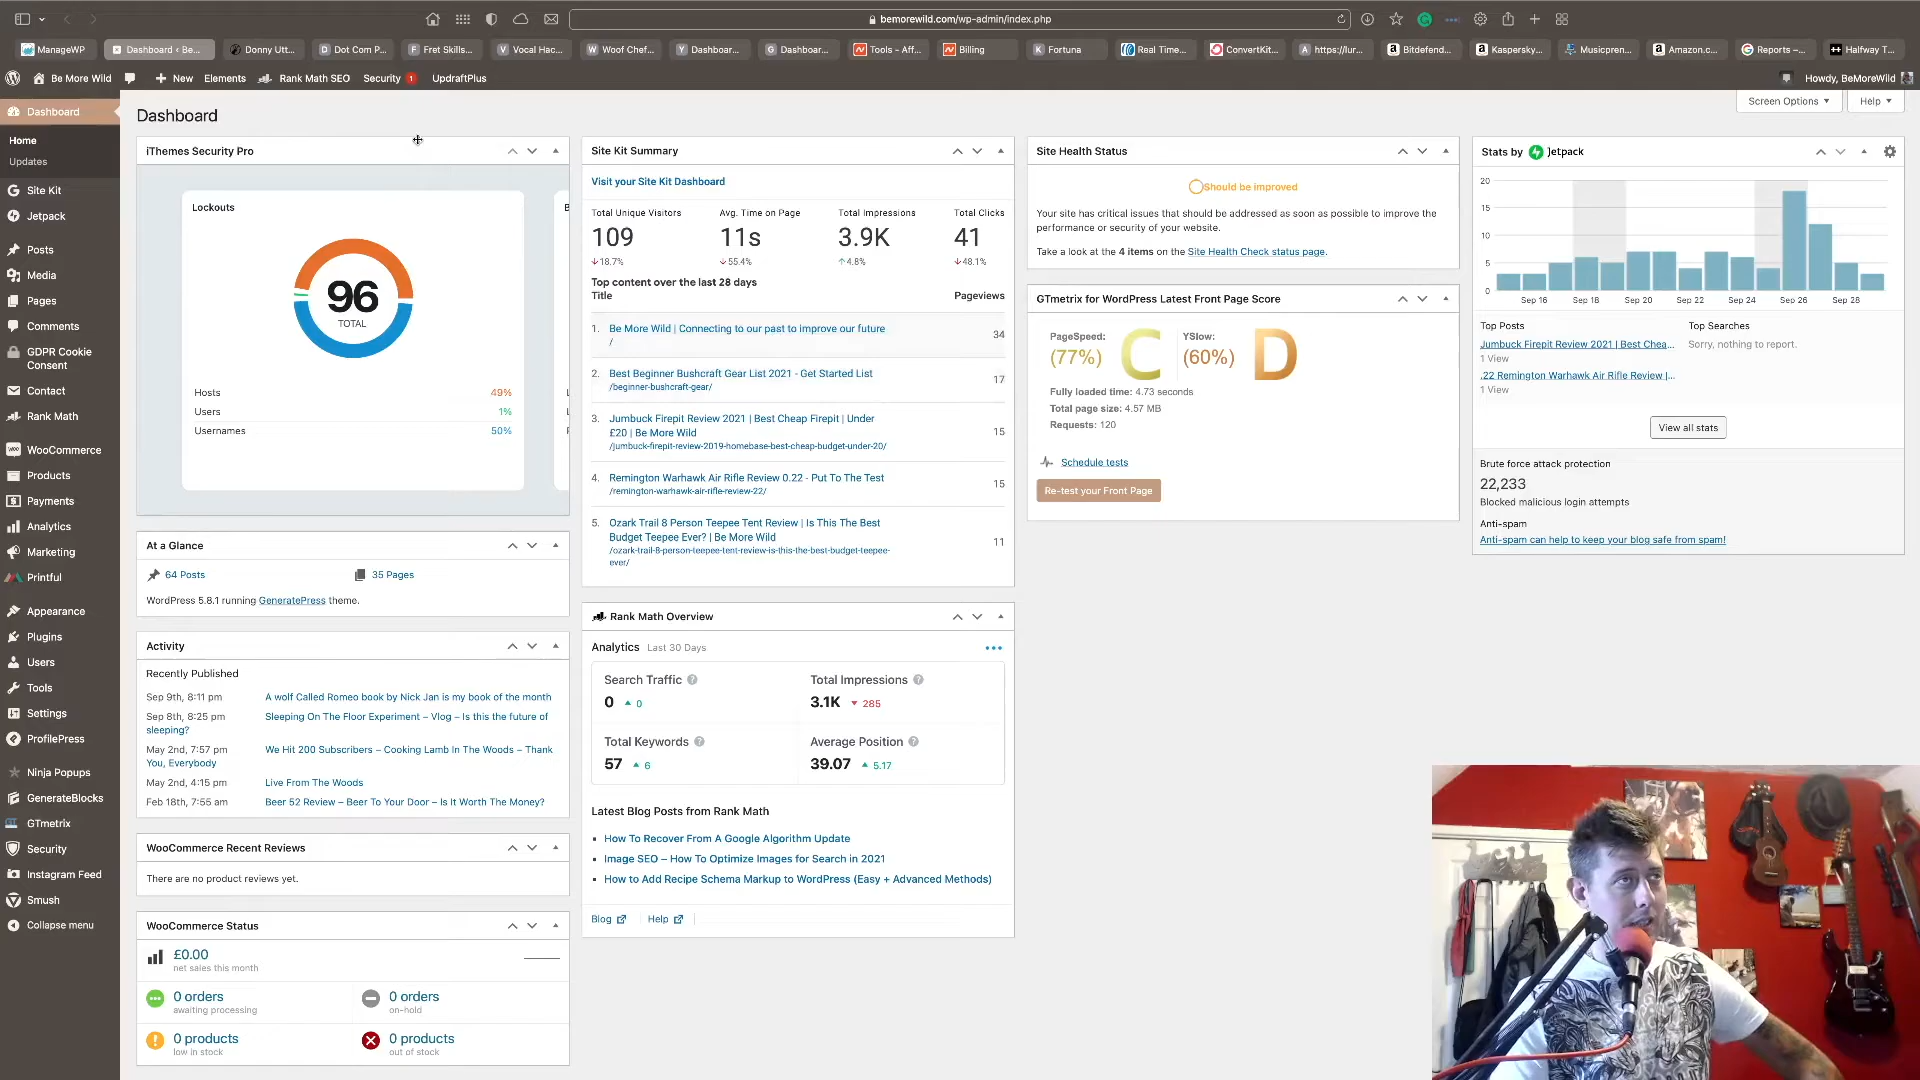 bemorewild.com/wp-admin/index.php
ManageWP
Dashboard ‹ Be...
Donny Utt...
Dot Com P...
Fret Skills...
Vocal Hac...
Woof Chef...
Dashboar...
Dashboar...
Tools – Aff...
Billing
Fortuna
Real Time...
ConvertKit...
https://lur...
Bitdefend...
Kaspersky...
Musicpren...
Amazon.c...
Reports –...
Halfway T...
Be More Wild
New
Elements
Rank Math SEO
Security 1
UpdraftPlus
Howdy, BeMoreWild
Screen Options
Help
Dashboard
Home
Updates
Site Kit
Jetpack
Posts
Media
Pages
Comments
GDPR Cookie
Consent
Contact
Rank Math
WooCommerce
Products
Payments
Analytics
Marketing
Printful
Appearance
Plugins
Users
Tools
Settings
ProfilePress
Ninja Popups
GenerateBlocks
GTmetrix
Security
Instagram Feed
Smush
Collapse menu
Dashboard
iThemes Security Pro
Lockouts
96
TOTAL
Hosts 49%
Users 1%
Usernames 50%
At a Glance
64 Posts
35 Pages
WordPress 5.8.1 running GeneratePress theme.
Activity
Recently Published
Sep 9th, 8:11 pm A wolf Called Romeo book by Nick Jan is my book of the month
Sep 8th, 8:25 pm Sleeping On The Floor Experiment – Vlog – Is this the future of
sleeping?
May 2nd, 7:57 pm We Hit 200 Subscribers – Cooking Lamb In The Woods – Thank
You, Everybody
May 2nd, 4:15 pm Live From The Woods
Feb 18th, 7:55 am Beer 52 Review – Beer To Your Door – Is It Worth The Money?
WooCommerce Recent Reviews
There are no product reviews yet.
WooCommerce Status
£0.00
net sales this month
0 orders
awaiting processing
0 orders
on-hold
0 products
low in stock
0 products
out of stock
Site Kit Summary
Visit your Site Kit Dashboard
Total Unique Visitors Avg. Time on Page Total Impressions Total Clicks
109 11s 3.9K 41
↓18.7% ↓55.4% ↑4.8% ↓48.1%
Top content over the last 28 days
Title Pageviews
1. Be More Wild | Connecting to our past to improve our future 34
/
2. Best Beginner Bushcraft Gear List 2021 - Get Started List 17
/beginner-bushcraft-gear/
3. Jumbuck Firepit Review 2021 | Best Cheap Firepit | Under
£20 | Be More Wild 15
/jumbuck-firepit-review-2019-homebase-best-cheap-budget-under-20/
4. Remington Warhawk Air Rifle Review 0.22 - Put To The Test 15
/remington-warhawk-air-rifle-review-22/
5. Ozark Trail 8 Person Teepee Tent Review | Is This The Best
Budget Teepee Ever? | Be More Wild 11
/ozark-trail-8-person-teepee-tent-review-is-this-the-best-budget-teepee-
ever/
Rank Math Overview
Analytics Last 30 Days
Search Traffic
0 0
Total Impressions
3.1K 285
Total Keywords
57 6
Average Position
39.07 5.17
Latest Blog Posts from Rank Math
How To Recover From A Google Algorithm Update
Image SEO – How To Optimize Images for Search in 2021
How to Add Recipe Schema Markup to WordPress (Easy + Advanced Methods)
Blog
Help
Site Health Status
Should be improved
Your site has critical issues that should be addressed as soon as possible to improve the
performance or security of your website.
Take a look at the 4 items on the Site Health Check status page.
GTmetrix for WordPress Latest Front Page Score
PageSpeed:
(77%)
C
YSlow:
(60%)
D
Fully loaded time: 4.73 seconds
Total page size: 4.57 MB
Requests: 120
Schedule tests
Re-test your Front Page
Stats by Jetpack
20
15
10
5
0
Sep 16 Sep 18 Sep 20 Sep 22 Sep 24 Sep 26 Sep 28
Top Posts
Jumbuck Firepit Review 2021 | Best Chea...
1 View
.22 Remington Warhawk Air Rifle Review |...
1 View
Top Searches
Sorry, nothing to report.
View all stats
Brute force attack protection
22,233
Blocked malicious login attempts
Anti-spam
Anti-spam can help to keep your blog safe from spam!